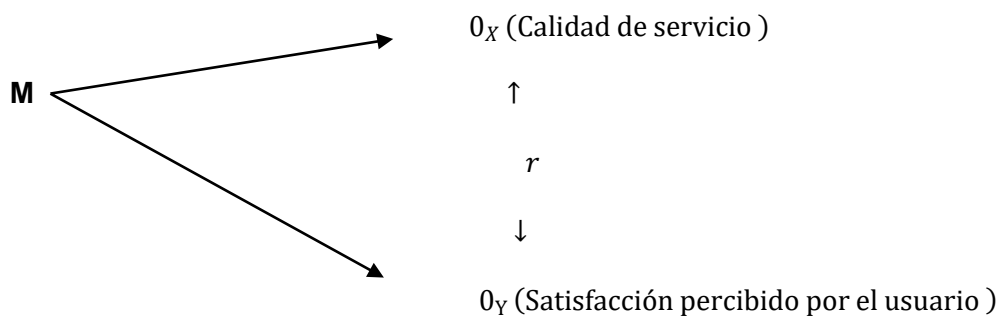 0X (Calidad de servicio )
M
↑
r
↓
0Y (Satisfacción percibido por el usuario )